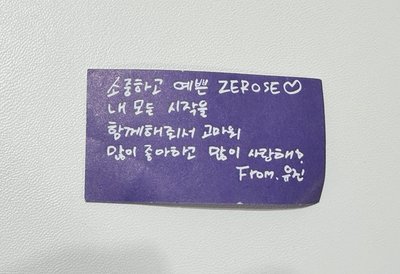 소중하고 예쁜 ZEROSE♡
내 모든 시작을
함께해줘서 고마워
많이 좋아하고 많이 사랑해?
From. 유진